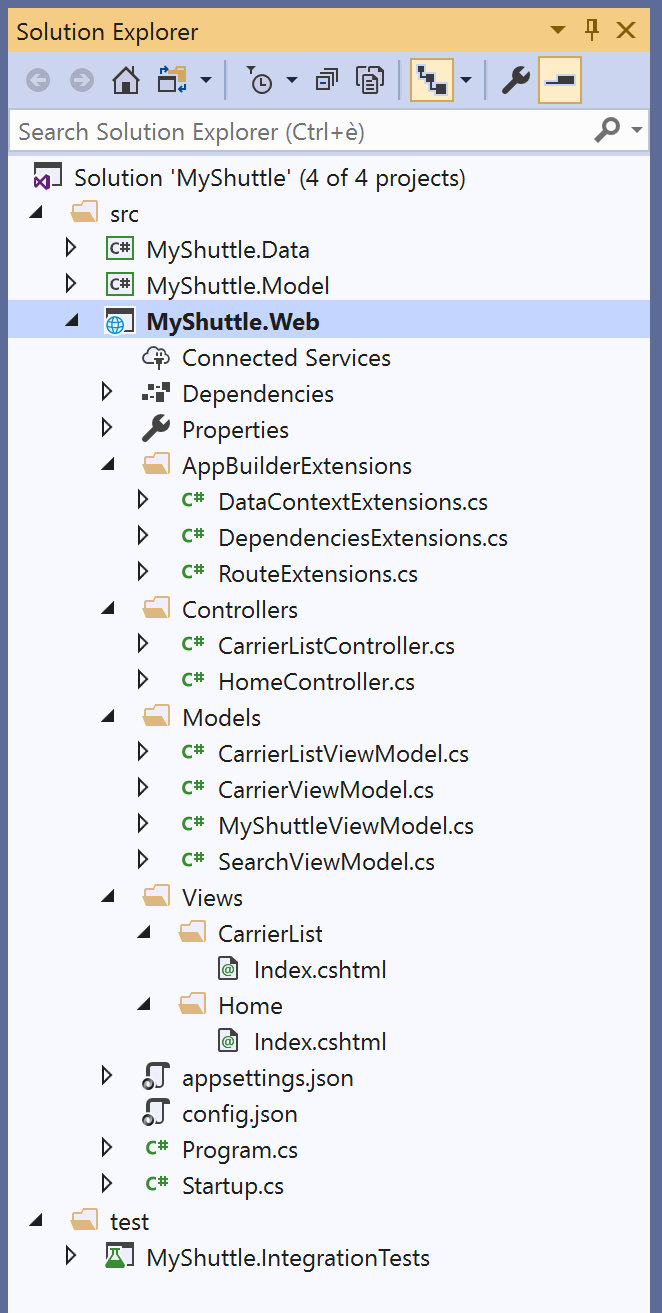 Solution Explorer
Search Solution Explorer (Ctrl+è)
Solution 'MyShuttle' (4 of 4 projects)
src
C# MyShuttle.Data
C# MyShuttle.Model
MyShuttle.Web
Connected Services
Dependencies
Properties
AppBuilderExtensions
C# DataContextExtensions.cs
C# DependenciesExtensions.cs
C# RouteExtensions.cs
Controllers
C# CarrierListController.cs
C# HomeController.cs
Models
C# CarrierListViewModel.cs
C# CarrierViewModel.cs
C# MyShuttleViewModel.cs
C# SearchViewModel.cs
Views
CarrierList
@ Index.cshtml
Home
@ Index.cshtml
appsettings.json
config.json
C# Program.cs
C# Startup.cs
test
MyShuttle.IntegrationTests